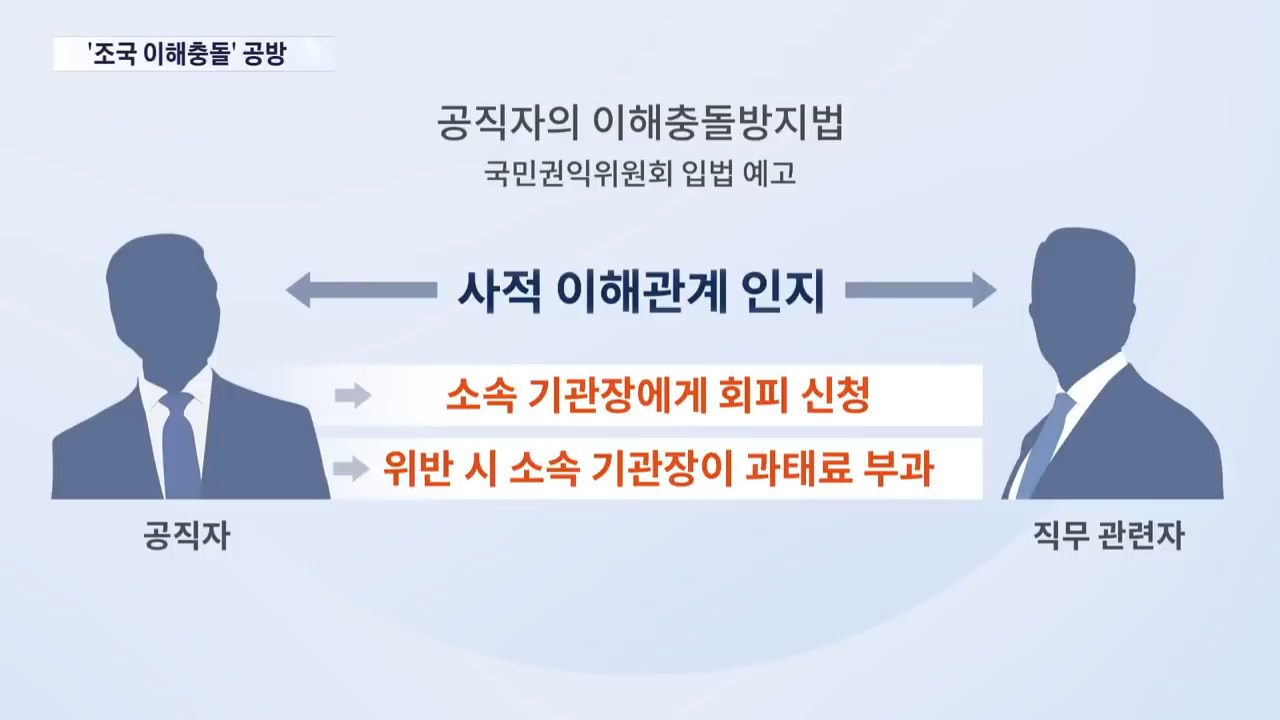 '조국 이해충돌' 공방
공직자의 이해충돌방지법
국민권익위원회 입법 예고
사적 이해관계 인지
소속 기관장에게 회피 신청
위반 시 소속 기관장이 과태료 부과
공직자
직무 관련자